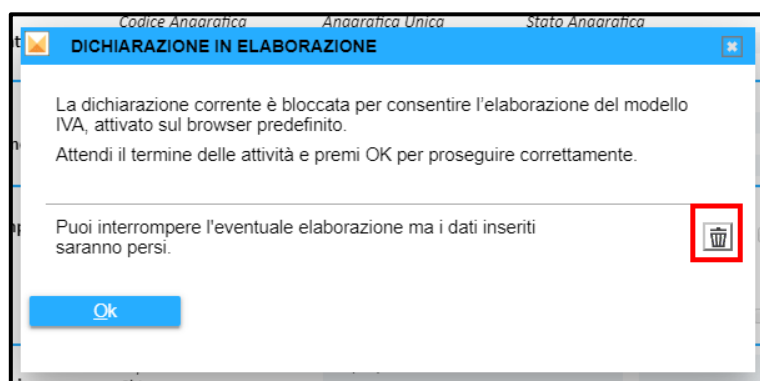 Codice Anagrafica Anagrafica Unica Stato Anagrafica
DICHIARAZIONE IN ELABORAZIONE
La dichiarazione corrente è bloccata per consentire l'elaborazione del modello
IVA, attivato sul browser predefinito.
Attendi il termine delle attività e premi OK per proseguire correttamente.
Puoi interrompere l'eventuale elaborazione ma i dati inseriti
saranno persi.
Ok